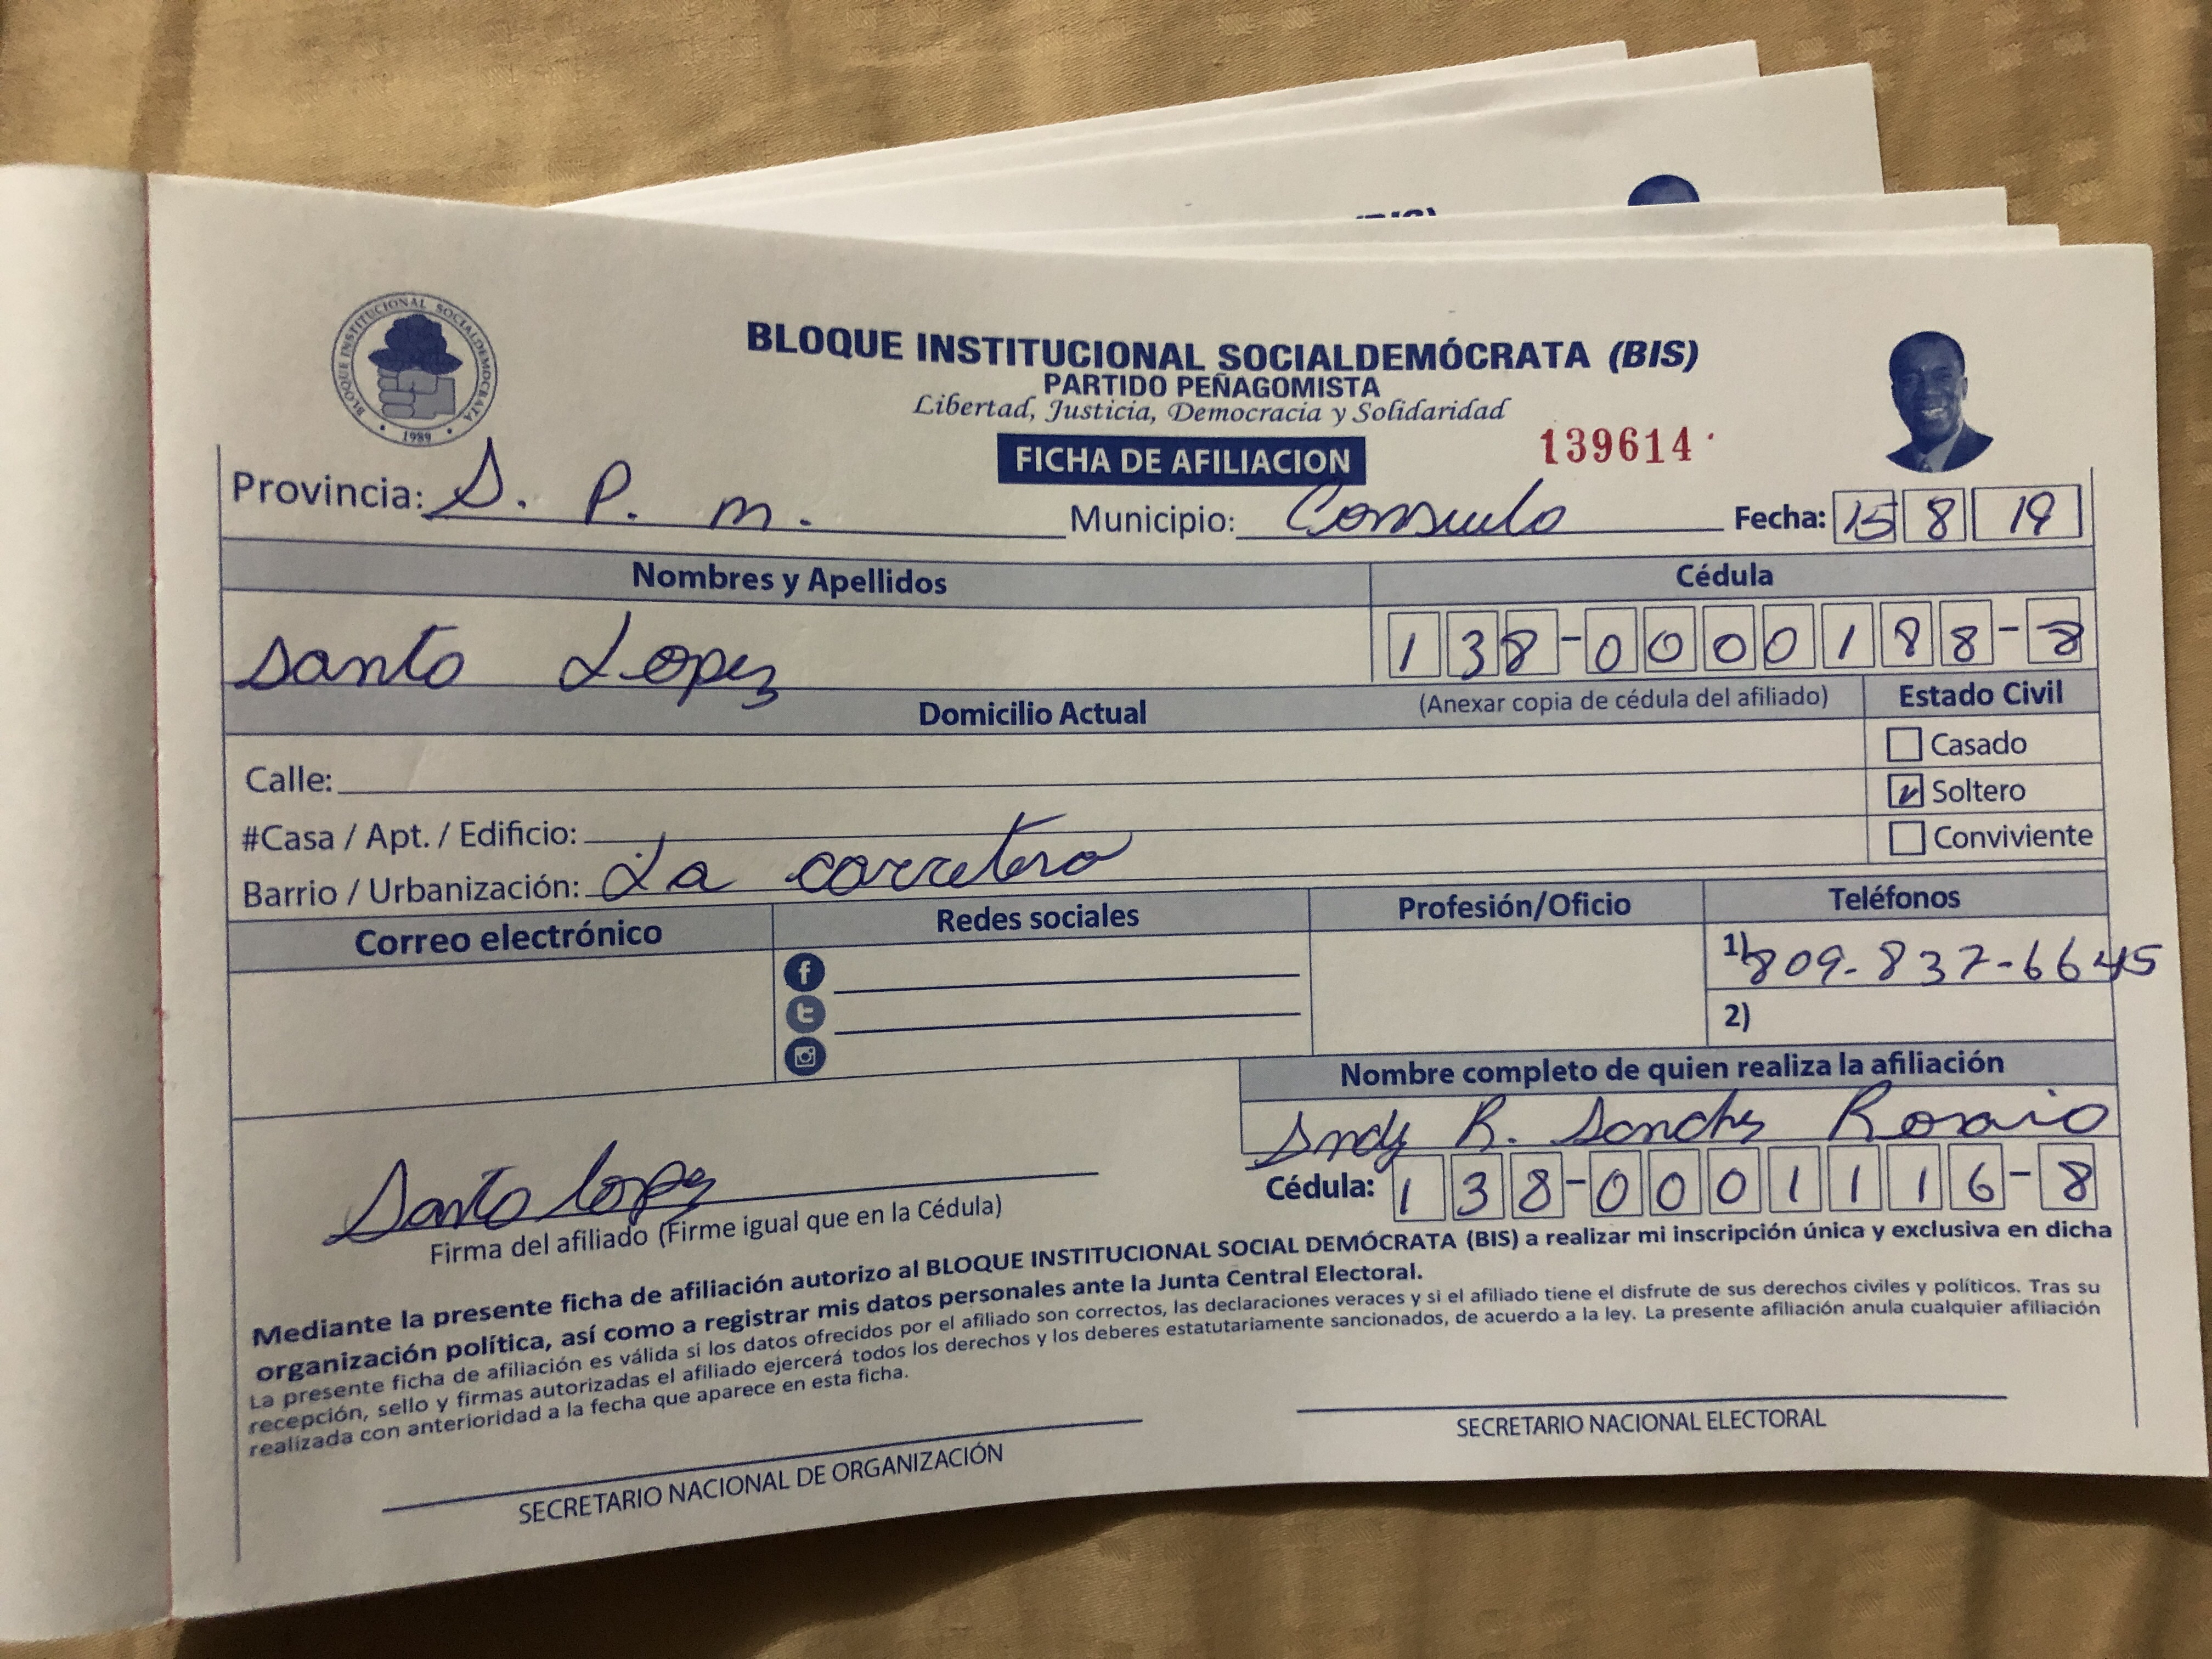 BLOQUE INSTITUCIONAL SOCIALDEMOCRATA
1989
(BIS)
BLOQUE INSTITUCIONAL SOCIALDEMÓCRATA (BIS)
PARTIDO PEÑAGOMISTA
Libertad, Justicia, Democracia y Solidaridad
FICHA DE AFILIACION
139614
Provincia: S. P. m. Municipio: Consuelo Fecha: 15 8 19
Nombres y Apellidos Cédula
Santo Lopez 138-0000188-8
Domicilio Actual (Anexar copia de cédula del afiliado) Estado Civil
Calle: Casado
#Casa / Apt. / Edificio: Soltero
Barrio / Urbanización: La carretera Conviviente
Correo electrónico Redes sociales Profesión/Oficio Teléfonos
1) 809-837-6645
2)
Nombre completo de quien realiza la afiliación
R. Rosario
Cédula: 138-0001116-8
Santo Lopez
Firma del afiliado (Firme igual que en la Cédula)
Mediante la presente ficha de afiliación autorizo al BLOQUE INSTITUCIONAL SOCIAL DEMÓCRATA (BIS) a realizar mi inscripción única y exclusiva en dicha
organización política, así como a registrar mis datos personales ante la Junta Central Electoral.
La presente ficha de afiliación es válida si los datos ofrecidos por el afiliado son correctos, las declaraciones veraces y si el afiliado tiene el disfrute de sus derechos civiles y políticos. Tras su
recepción, sello y firmas autorizadas el afiliado ejercerá todos los derechos y los deberes estatutariamente sancionados, de acuerdo a la ley. La presente afiliación anula cualquier afiliación
realizada con anterioridad a la fecha que aparece en esta ficha.
SECRETARIO NACIONAL DE ORGANIZACIÓN
SECRETARIO NACIONAL ELECTORAL